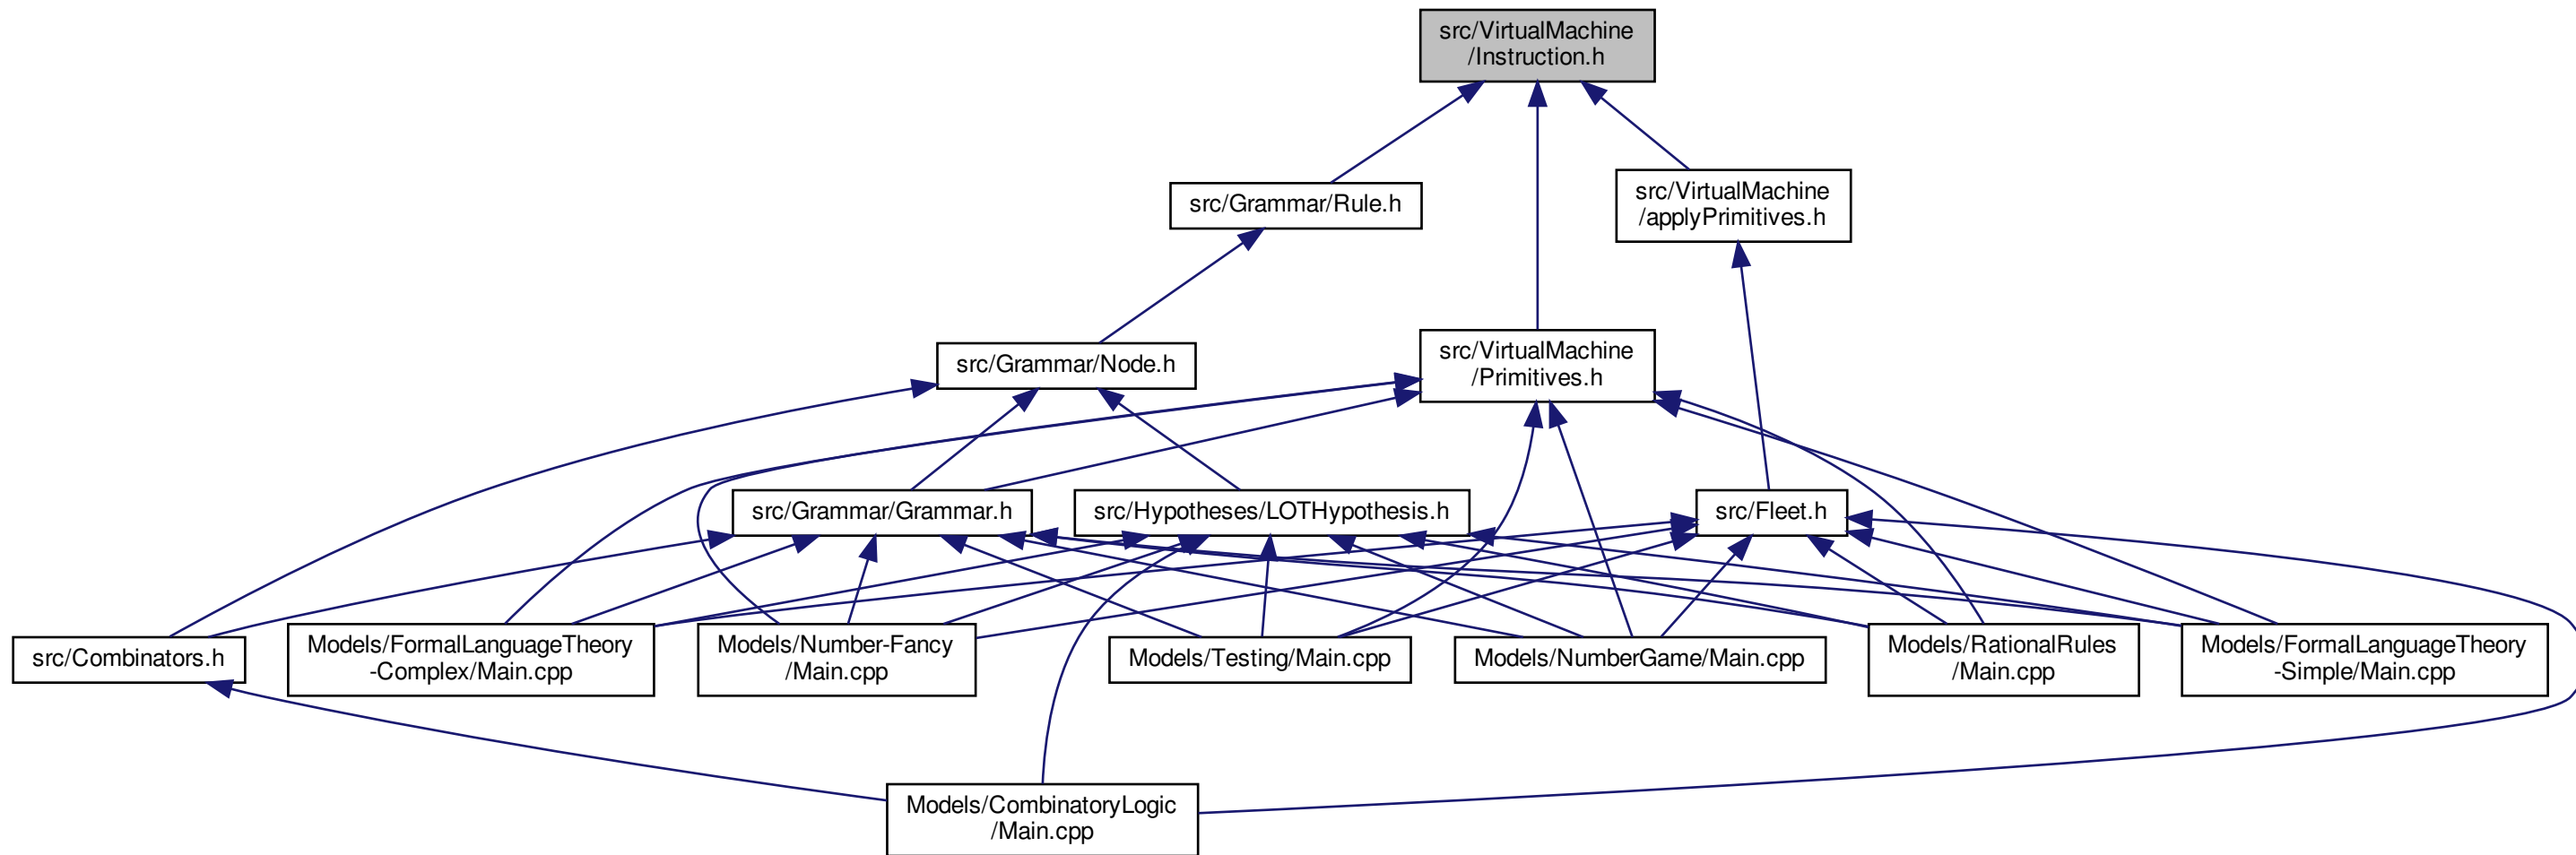 src/VirtualMachine
/Instruction.h
src/Grammar/Rule.h
src/VirtualMachine
/applyPrimitives.h
src/Grammar/Node.h
src/VirtualMachine
/Primitives.h
src/Grammar/Grammar.h
src/Hypotheses/LOTHypothesis.h
src/Fleet.h
src/Combinators.h
Models/FormalLanguageTheory
-Complex/Main.cpp
Models/Number-Fancy
/Main.cpp
Models/Testing/Main.cpp
Models/NumberGame/Main.cpp
Models/RationalRules
/Main.cpp
Models/FormalLanguageTheory
-Simple/Main.cpp
Models/CombinatoryLogic
/Main.cpp